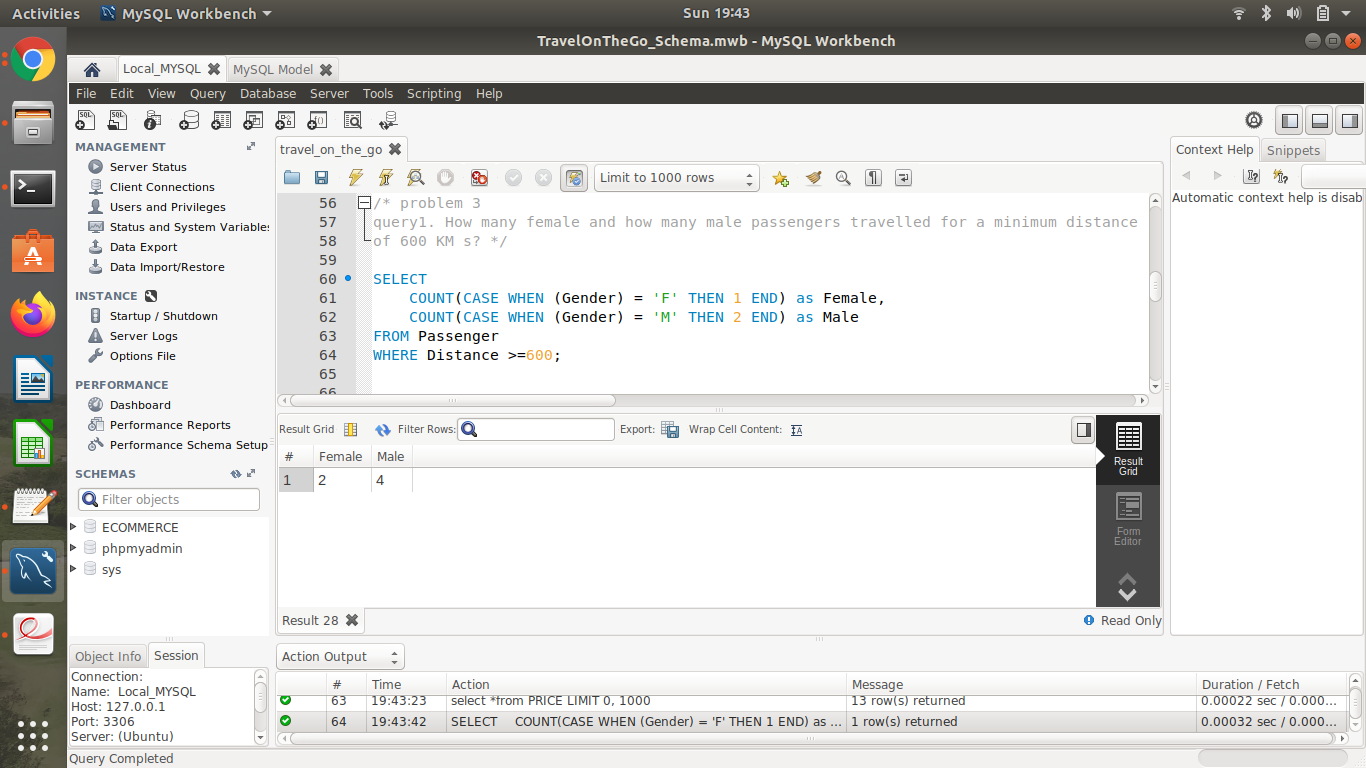 Activities MySQL Workbench Sun 19:43
TravelOnTheGo_Schema.mwb - MySQL Workbench
Local_MYSQL MySQL Model
File Edit View Query Database Server Tools Scripting Help
MANAGEMENT
Server Status
Client Connections
Users and Privileges
Status and System Variable
Data Export
Data Import/Restore
INSTANCE
Startup / Shutdown
Server Logs
Options File
PERFORMANCE
Dashboard
Performance Reports
Performance Schema Setup
SCHEMAS
Filter objects
ECOMMERCE
phpmyadmin
sys
Object Info Session
Connection:
Name: Local_MYSQL
Host: 127.0.0.1
Port: 3306
Server: (Ubuntu)
travel_on_the_go
Limit to 1000 rows
56 /* problem 3
57 query1. How many female and how many male passengers travelled for a minimum distance
58 of 600 KM s? */
59
60 SELECT
61 COUNT(CASE WHEN (Gender) = 'F' THEN 1 END) as Female,
62 COUNT(CASE WHEN (Gender) = 'M' THEN 2 END) as Male
63 FROM Passenger
64 WHERE Distance >=600;
65
66
Result Grid Filter Rows: Export: Wrap Cell Content:
# Female Male
1 2 4
Result Grid
Form Editor
Result 28 Read Only
Context Help Snippets
Automatic context help is disab
Action Output
# Time Action Message Duration / Fetch
63 19:43:23 select *from PRICE LIMIT 0, 1000 13 row(s) returned 0.00022 sec / 0.000...
64 19:43:42 SELECT COUNT(CASE WHEN (Gender) = 'F' THEN 1 END) as ... 1 row(s) returned 0.00032 sec / 0.000...
Query Completed